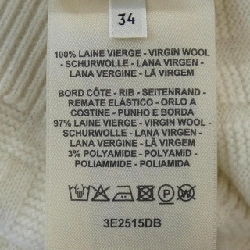 34
100% LAINE VIERGE - VIRGIN WOOL
- SCHURWOLLE - LANA VERGEN -
LANA VERGINE - LÃ VIRGEM
BORD CÔTE - RIB - SEITENRAND -
REMATE ELÁSTICO - ORLO A
COSTINE - PUNHO E BORDA
97% LAINE VIERGE - VIRGIN WOOL
- SCHURWOLLE - LANA VERGEN -
LANA VERGINE - LÃ VIRGEM
3% POLYAMIDE - POLYAMID -
POLIAMMIDE - POLIAMIDA
3E2515DB